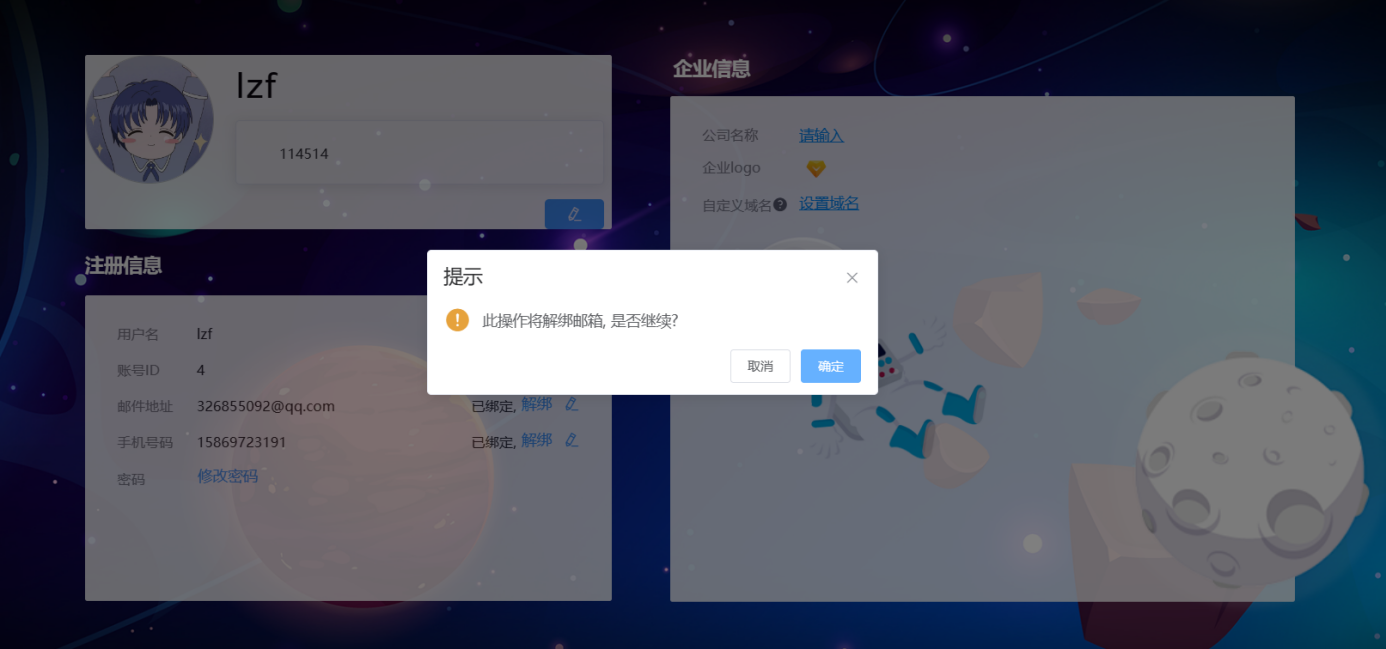 lzf
114514
企业信息
公司名称 请输入
企业logo
自定义域名? 设置域名
注册信息
用户名 lzf
账号ID 4
邮件地址 326855092@qq.com 已绑定, 解绑
手机号码 15869723191 已绑定, 解绑
密码 修改密码
提示
此操作将解绑邮箱, 是否继续?
取消 确定